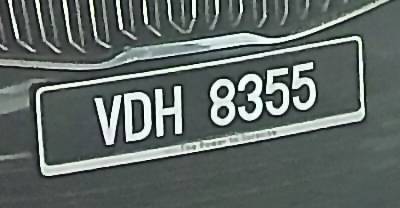 VDH 8355
The Power to Surprise